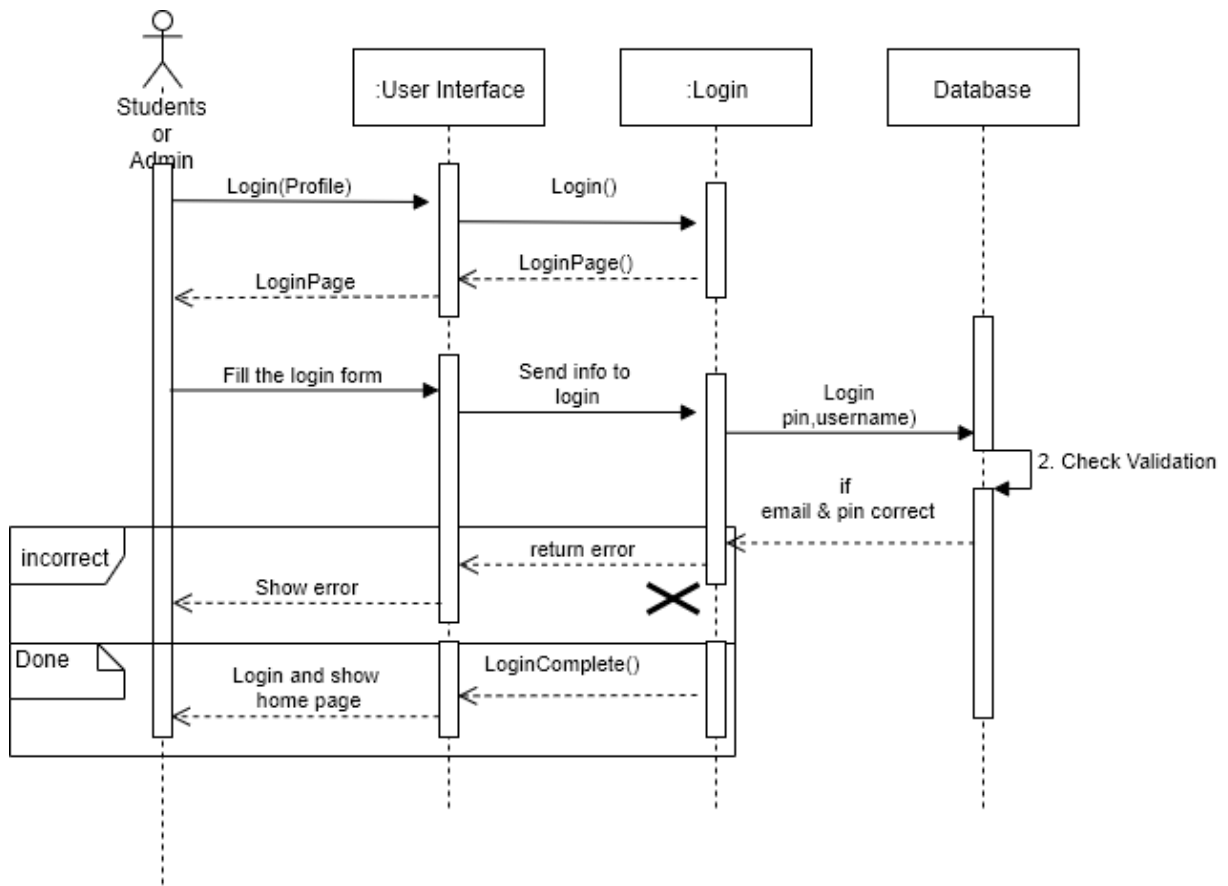 Students
or
Admin
:User Interface
:Login
Database
Login(Profile)
Login()
LoginPage()
LoginPage
Fill the login form
Send info to
login
Login
pin,username)
2. Check Validation
if
email & pin correct
incorrect
return error
Show error
Done
LoginComplete()
Login and show
home page